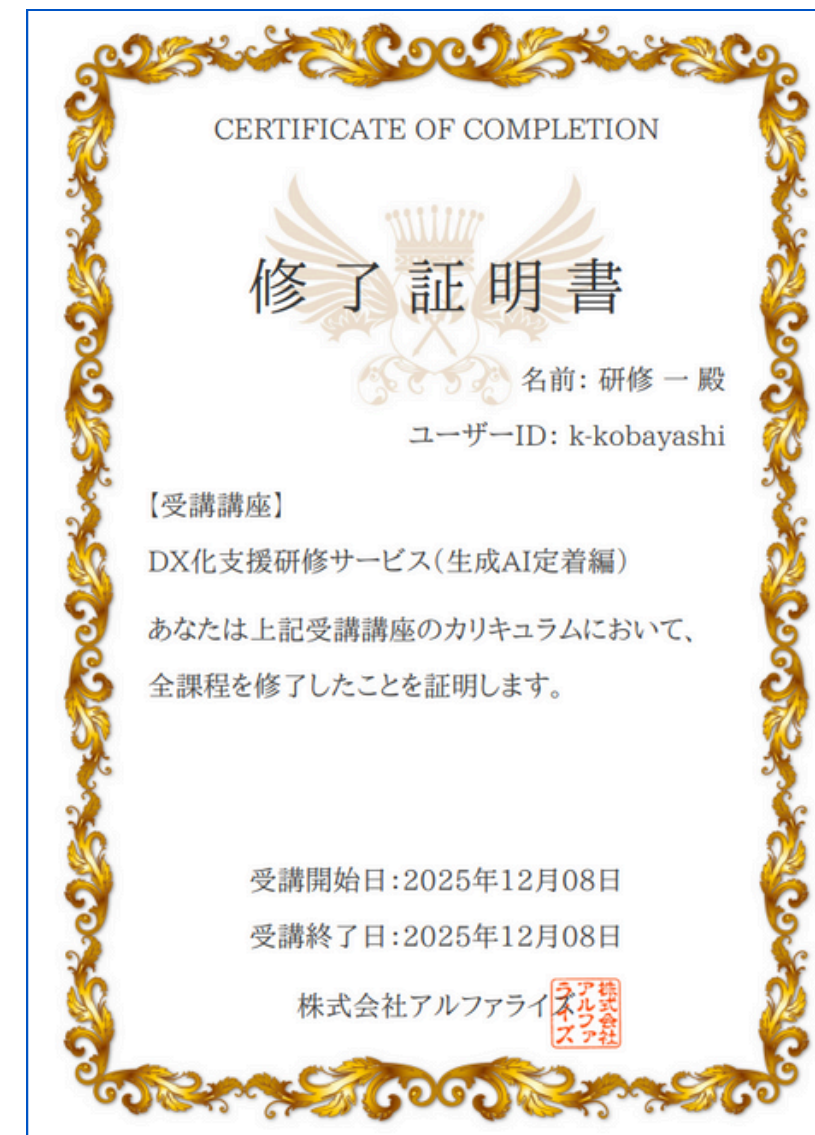 CERTIFICATE OF COMPLETION
修了証明書
名前: 研修 一 殿
ユーザーID: k-kobayashi
【受講講座】
DX化支援研修サービス(生成AI定着編)
あなたは上記受講講座のカリキュラムにおいて、
全課程を修了したことを証明します。
受講開始日:2025年12月08日
受講終了日:2025年12月08日
株式会社アルファライズ
株式会社
アルファ
ライズ